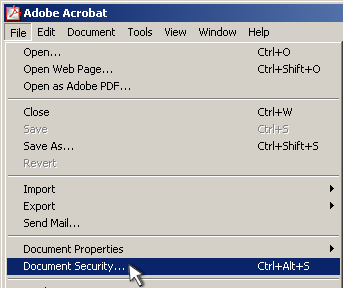 Adobe Acrobat
File Edit Document Tools View Window Help
Open... Ctrl+O
Open Web Page... Ctrl+Shift+O
Open as Adobe PDF...
Close Ctrl+W
Save Ctrl+S
Save As... Ctrl+Shift+S
Revert
Import
Export
Send Mail...
Document Properties
Document Security... Ctrl+Alt+S